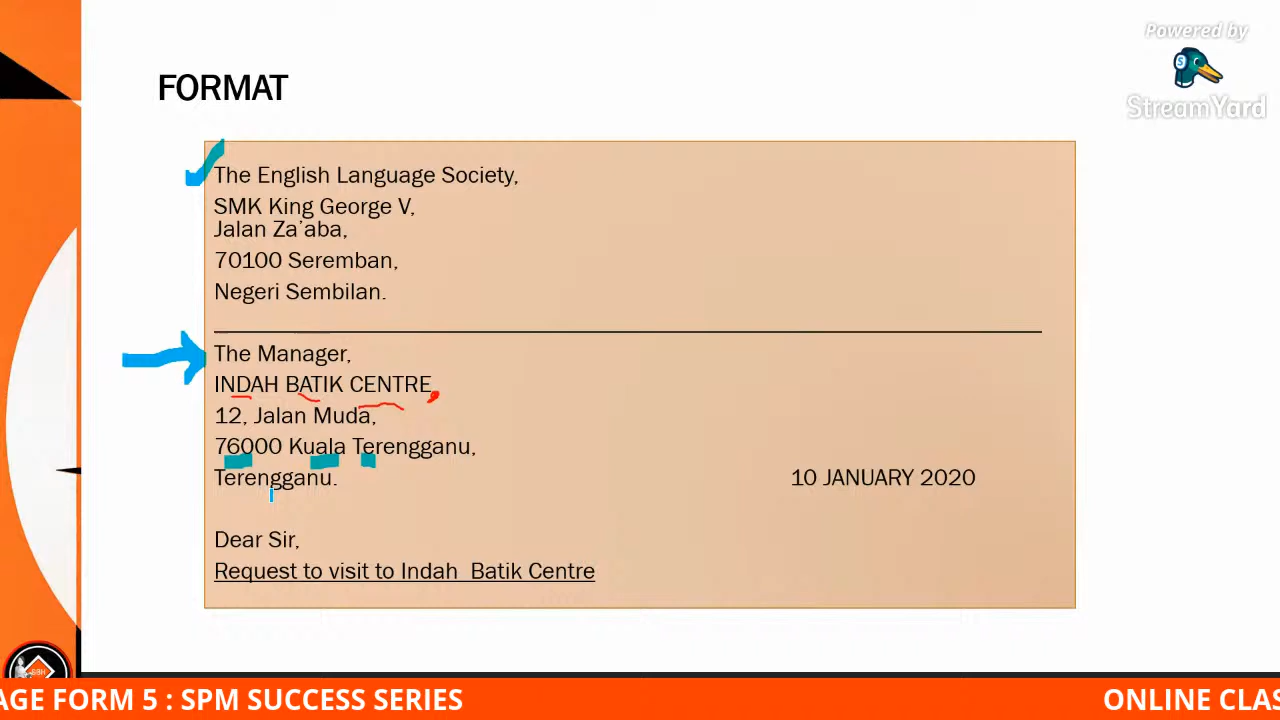 Powered by
StreamYard
FORMAT
The English Language Society,
SMK King George V,
Jalan Za’aba,
70100 Seremban,
Negeri Sembilan.
The Manager,
INDAH BATIK CENTRE,
12, Jalan Muda,
76000 Kuala Terengganu,
Terengganu. 10 JANUARY 2020
Dear Sir,
Request to visit to Indah  Batik Centre
AGE FORM 5 : SPM SUCCESS SERIES ONLINE CLAS